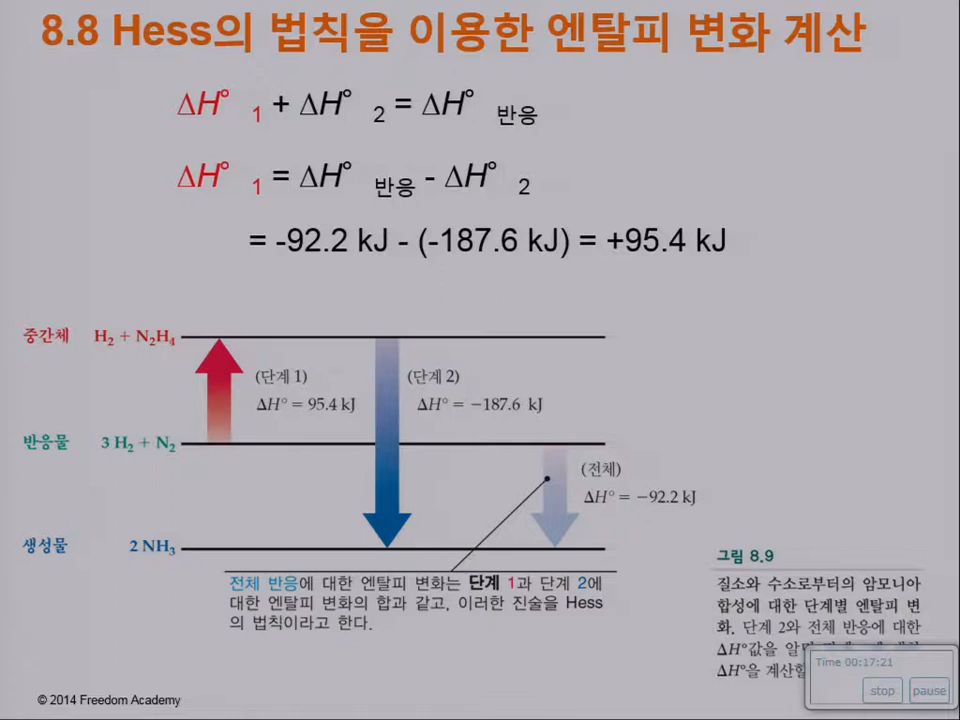 8.8 Hess의 법칙을 이용한 엔탈피 변화 계산
ΔH° 1 + ΔH° 2 = ΔH° 반응
ΔH° 1 = ΔH° 반응 - ΔH° 2
= -92.2 kJ - (-187.6 kJ) = +95.4 kJ
중간체 H₂ + N₂H₄
(단계 1)
ΔH° = 95.4 kJ
(단계 2)
ΔH° = −187.6 kJ
반응물 3 H₂ + N₂
(전체)
ΔH° = −92.2 kJ
생성물 2 NH₃
전체 반응에 대한 엔탈피 변화는 단계 1과 단계 2에
대한 엔탈피 변화의 합과 같고, 이러한 진술을 Hess
의 법칙이라고 한다.
그림 8.9
질소와 수소로부터의 암모니아
합성에 대한 단계별 엔탈피 변
화. 단계 2와 전체 반응에 대한
ΔH°값을 알
ΔH°을 계산할
Time 00:17:21
stop pause
© 2014 Freedom Academy